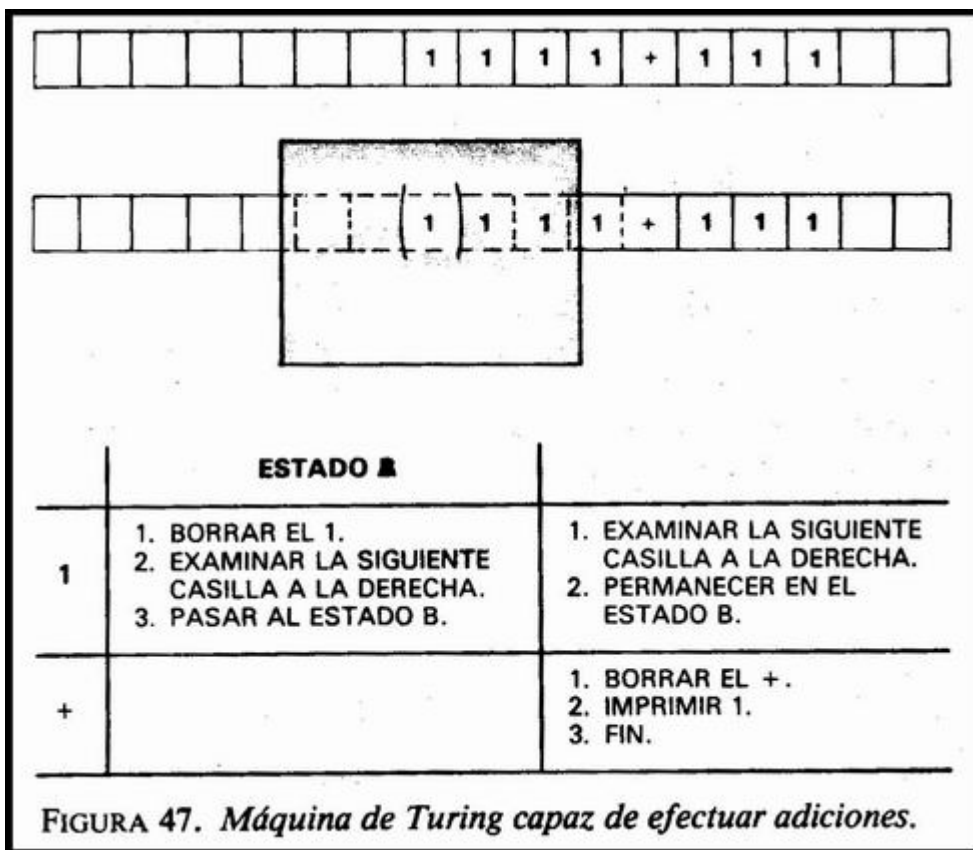 1 1 1 1 + 1 1 1
1 1 1 1 + 1 1 1
ESTADO
1
1. BORRAR EL 1.
2. EXAMINAR LA SIGUIENTE
CASILLA A LA DERECHA.
3. PASAR AL ESTADO B.
1. EXAMINAR LA SIGUIENTE
CASILLA A LA DERECHA.
2. PERMANECER EN EL
ESTADO B.
+
1. BORRAR EL +.
2. IMPRIMIR 1.
3. FIN.
FIGURA 47. Máquina de Turing capaz de efectuar adiciones.